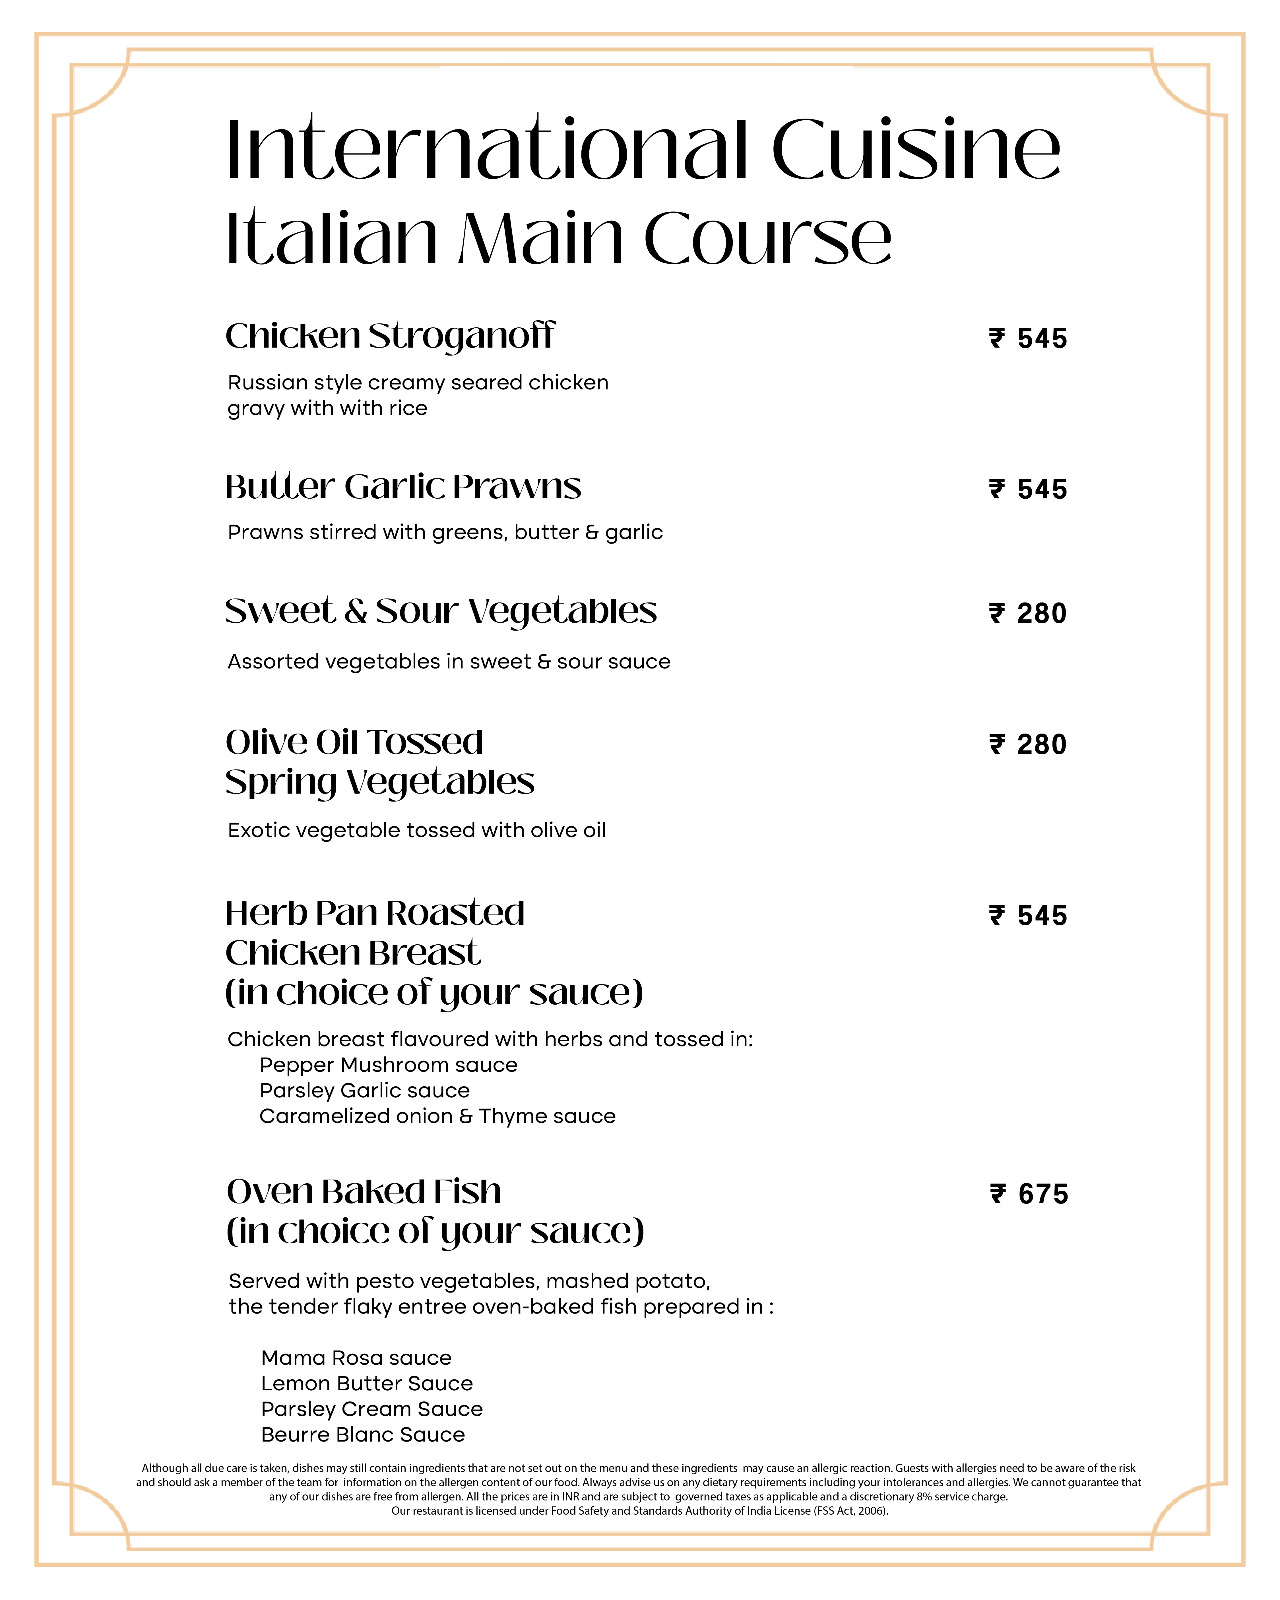 International Cuisine
Italian Main Course
Chicken Stroganoff ₹ 545
Russian style creamy seared chicken
gravy with with rice
Butter Garlic Prawns ₹ 545
Prawns stirred with greens, butter & garlic
Sweet & Sour Vegetables ₹ 280
Assorted vegetables in sweet & sour sauce
Olive Oil Tossed ₹ 280
Spring Vegetables
Exotic vegetable tossed with olive oil
Herb Pan Roasted ₹ 545
Chicken Breast
(in choice of your sauce)
Chicken breast flavoured with herbs and tossed in:
Pepper Mushroom sauce
Parsley Garlic sauce
Caramelized onion & Thyme sauce
Oven Baked Fish ₹ 675
(in choice of your sauce)
Served with pesto vegetables, mashed potato,
the tender flaky entree oven-baked fish prepared in :
Mama Rosa sauce
Lemon Butter Sauce
Parsley Cream Sauce
Beurre Blanc Sauce
Although all due care is taken, dishes may still contain ingredients that are not set out on the menu and these ingredients may cause an allergic reaction. Guests with allergies need to be aware of the risk
and should ask a member of the team for information on the allergen content of our food. Always advise us on any dietary requirements including your intolerances and allergies. We cannot guarantee that
any of our dishes are free from allergen. All the prices are in INR and are subject to governed taxes as applicable and a discretionary 8% service charge.
Our restaurant is licensed under Food Safety and Standards Authority of India License (FSS Act, 2006).